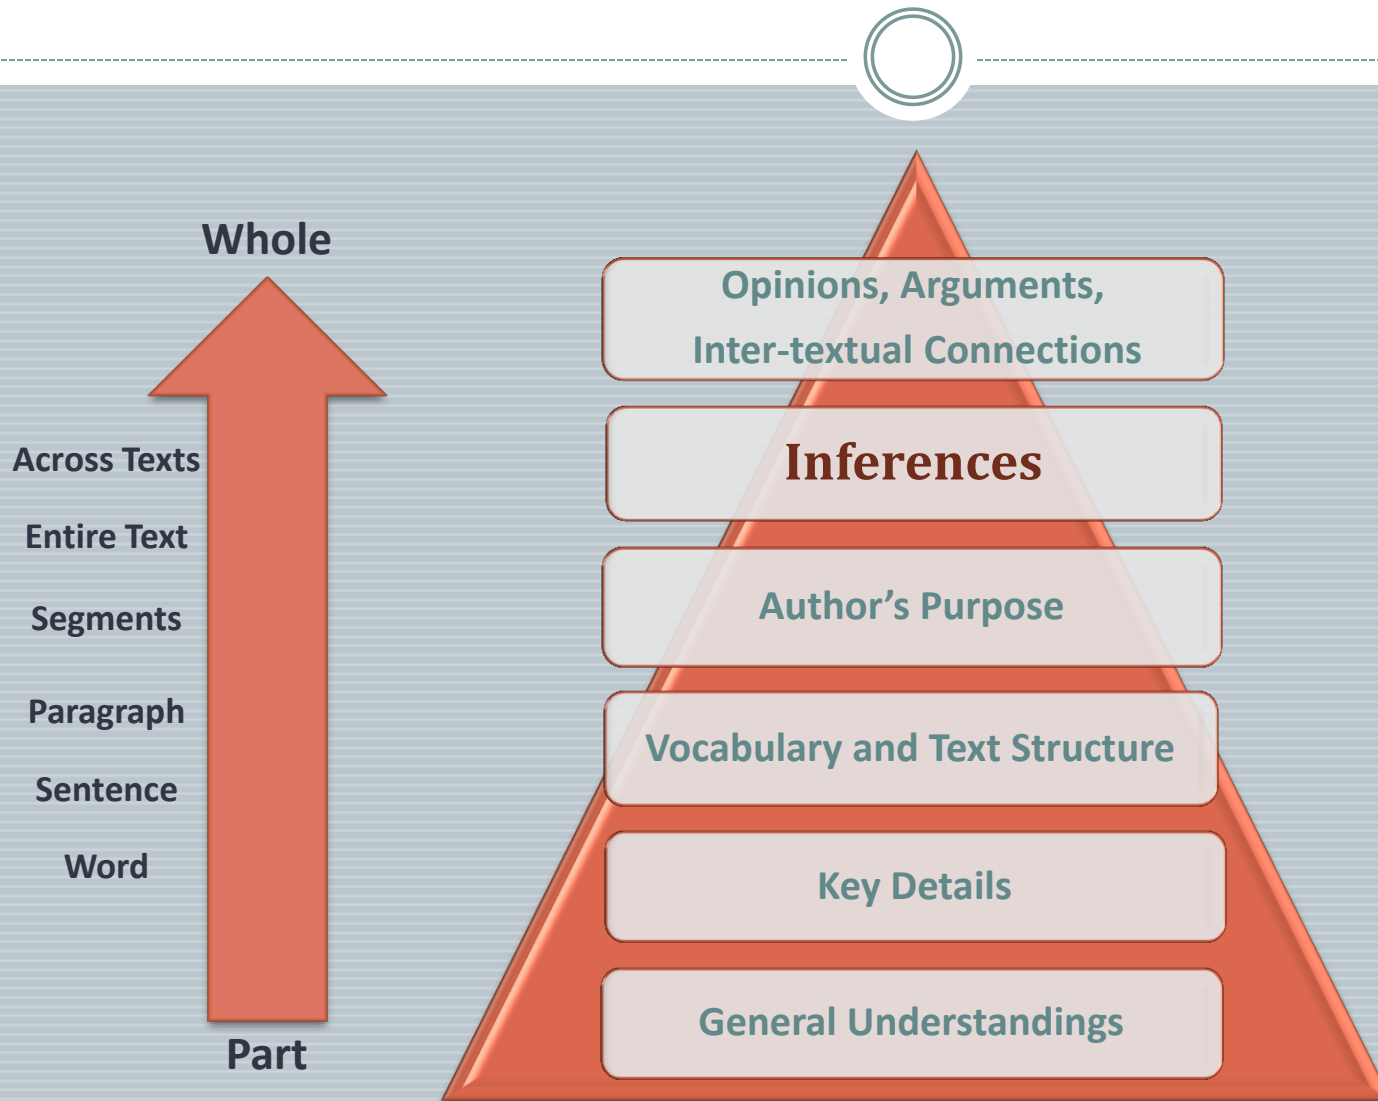 Whole
Across Texts
Entire Text
Segments
Paragraph
Sentence
Word
Part
Opinions, Arguments,
Inter-textual Connections
Inferences
Author’s Purpose
Vocabulary and Text Structure
Key Details
General Understandings